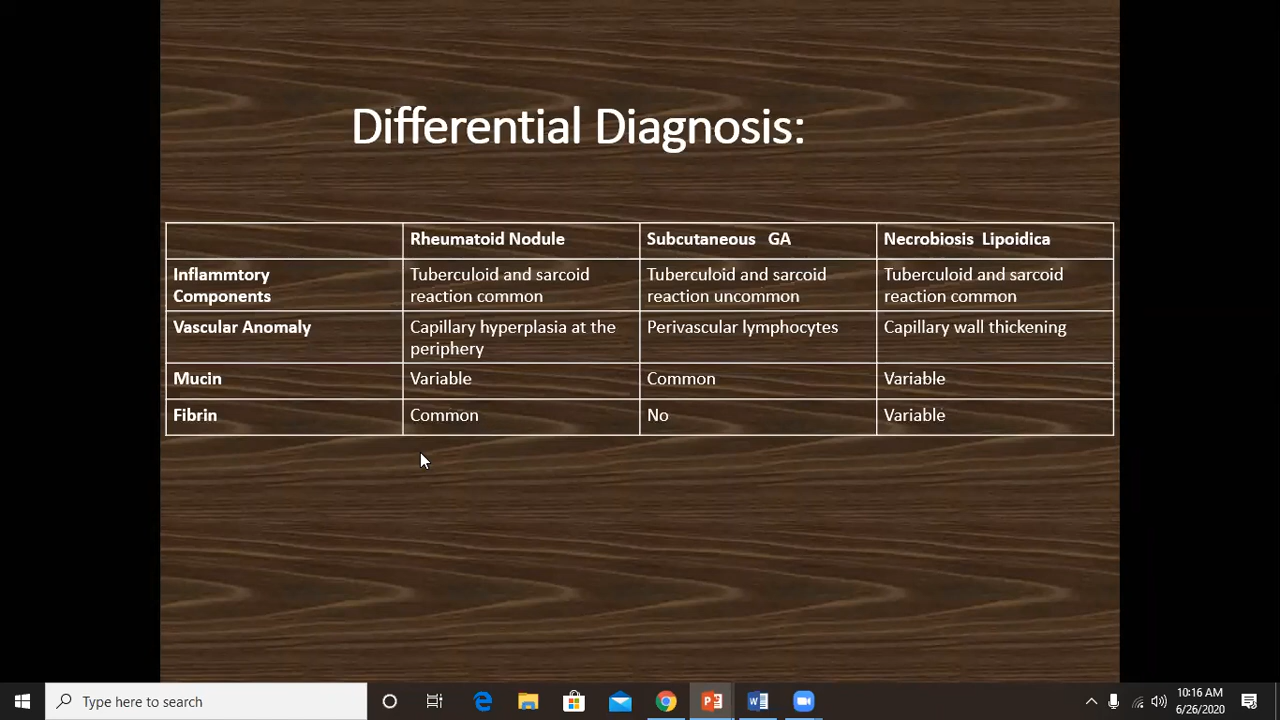 Differential Diagnosis:
Rheumatoid Nodule
Subcutaneous GA
Necrobiosis Lipoidica
Inflammtory
Components
Tuberculoid and sarcoid
reaction common
Tuberculoid and sarcoid
reaction uncommon
Tuberculoid and sarcoid
reaction common
Vascular Anomaly
Capillary hyperplasia at the
periphery
Perivascular lymphocytes
Capillary wall thickening
Mucin
Variable
Common
Variable
Fibrin
Common
No
Variable
Type here to search
10:16 AM
6/26/2020